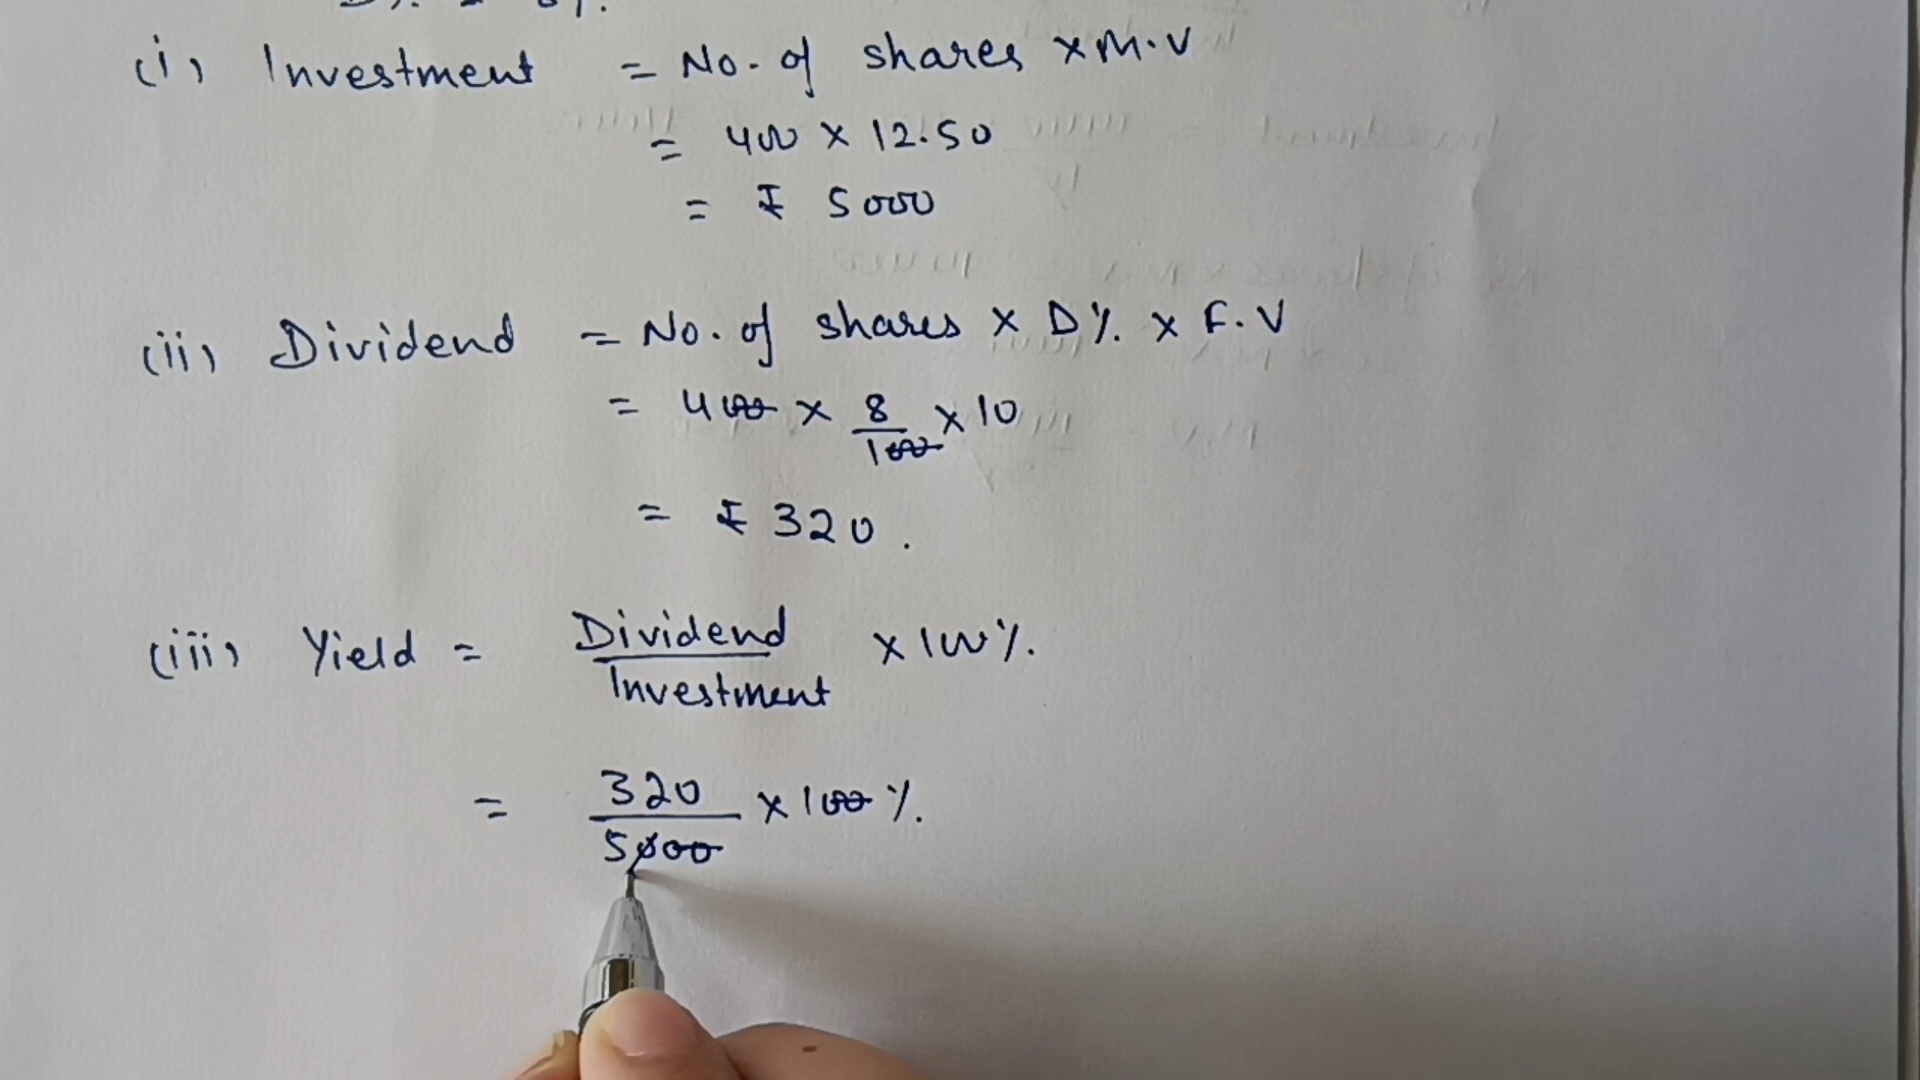 (i) Investment = No. of shares × M.V
= 400 × 12.50
= ₹ 5000
(ii) Dividend = No. of shares × D%. × F.V
= 400 × 8/100 × 10
= ₹ 320.
(iii) Yield = Dividend/Investment × 100%.
= 320/5000 × 100%.